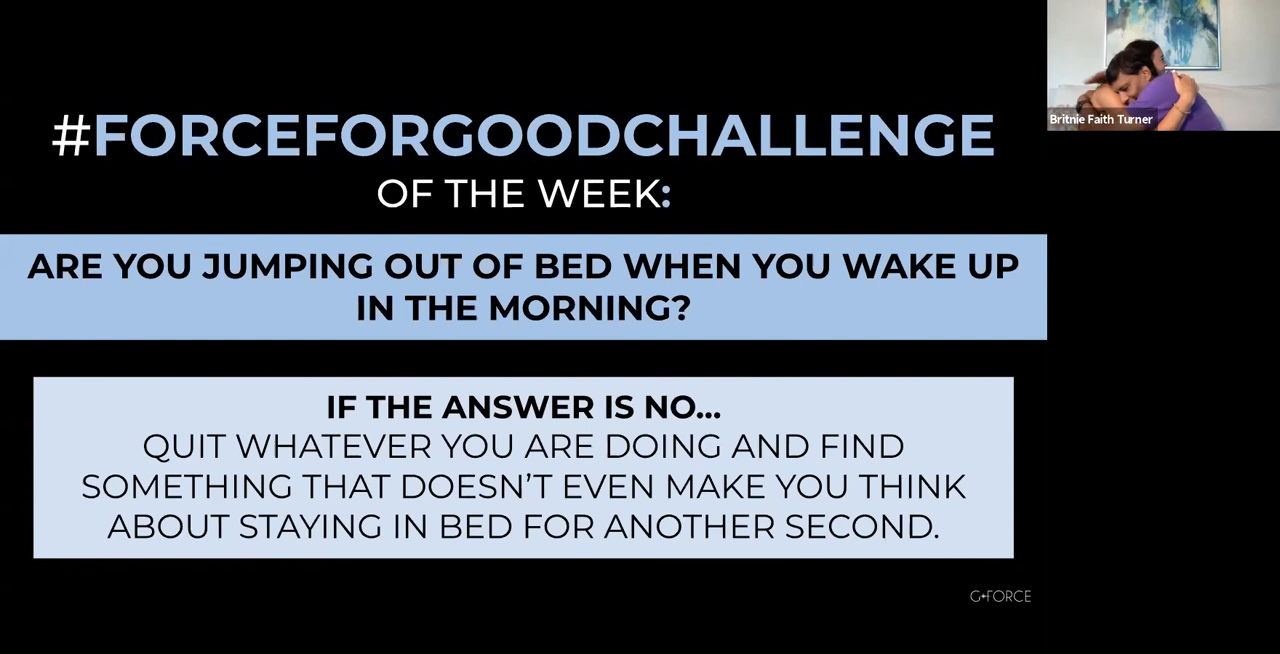 #FORCEFORGOODCHALLENGE
OF THE WEEK:
ARE YOU JUMPING OUT OF BED WHEN YOU WAKE UP
IN THE MORNING?
IF THE ANSWER IS NO...
QUIT WHATEVER YOU ARE DOING AND FIND
SOMETHING THAT DOESN’T EVEN MAKE YOU THINK
ABOUT STAYING IN BED FOR ANOTHER SECOND.
G+FORCE
Britnie Faith Turner